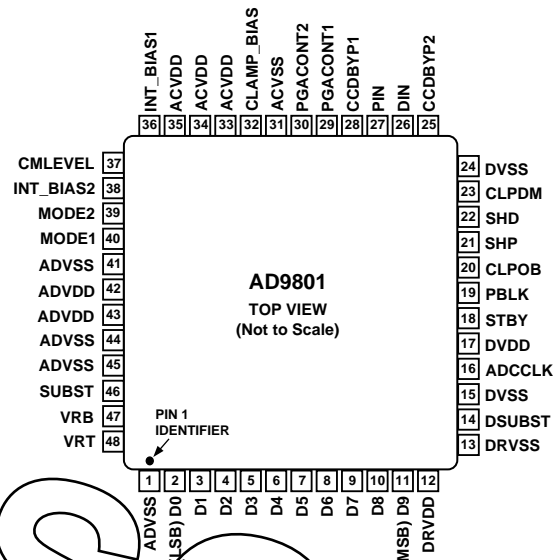 36 INT_BIAS1
35 ACVDD
34 ACVDD
33 ACVDD
32 CLAMP_BIAS
31 ACVSS
30 PGACONT2
29 PGACONT1
28 CCDBYP1
27 PIN
26 DIN
25 CCDBYP2
CMLEVEL 37
INT_BIAS2 38
MODE2 39
MODE1 40
ADVSS 41
ADVDD 42
ADVDD 43
ADVSS 44
ADVSS 45
SUBST 46
VRB 47
VRT 48
24 DVSS
23 CLPDM
22 SHD
21 SHP
20 CLPOB
19 PBLK
18 STBY
17 DVDD
16 ADCCLK
15 DVSS
14 DSUBST
13 DRVSS
AD9801
TOP VIEW
(Not to Scale)
PIN 1
IDENTIFIER
1 ADVSS
2 LSB) D0
3 D1
4 D2
5 D3
6 D4
7 D5
8 D6
9 D7
10 D8
11 MSB) D9
12 DRVDD